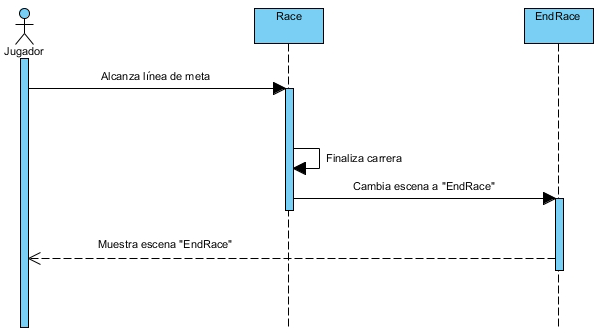 Jugador
Race
EndRace
Alcanza línea de meta
Finaliza carrera
Cambia escena a "EndRace"
Muestra escena "EndRace"